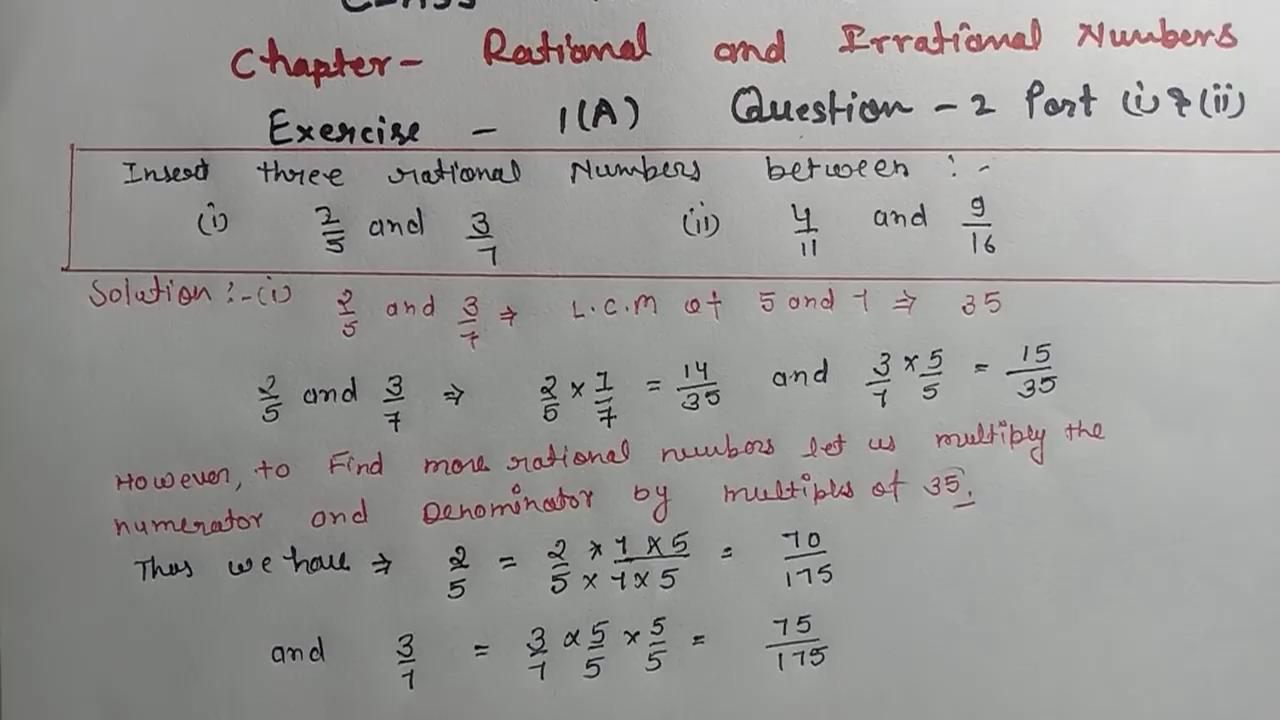 Chapter- Rational and Irrational Numbers
Exercise - 1(A) Question - 2 Part (i) & (ii)
Insert three rational Numbers between :-
(i) 2/5 and 3/7 (ii) 4/11 and 9/16
Solution :-(i) 2/5 and 3/7 ⇒ L.C.M of 5 and 7 ⇒ 35
2/5 and 3/7 ⇒ 2/5 × 7/7 = 14/35 and 3/7 × 5/5 = 15/35
However, to Find more rational numbers let us multiply the
numerator and Denominator by multiples of 35.
Thus we have ⇒ 2/5 = 2 × 7 × 5 / 5 × 7 × 5 = 70/175
and 3/7 = 3/7 × 5/5 × 5/5 = 75/175